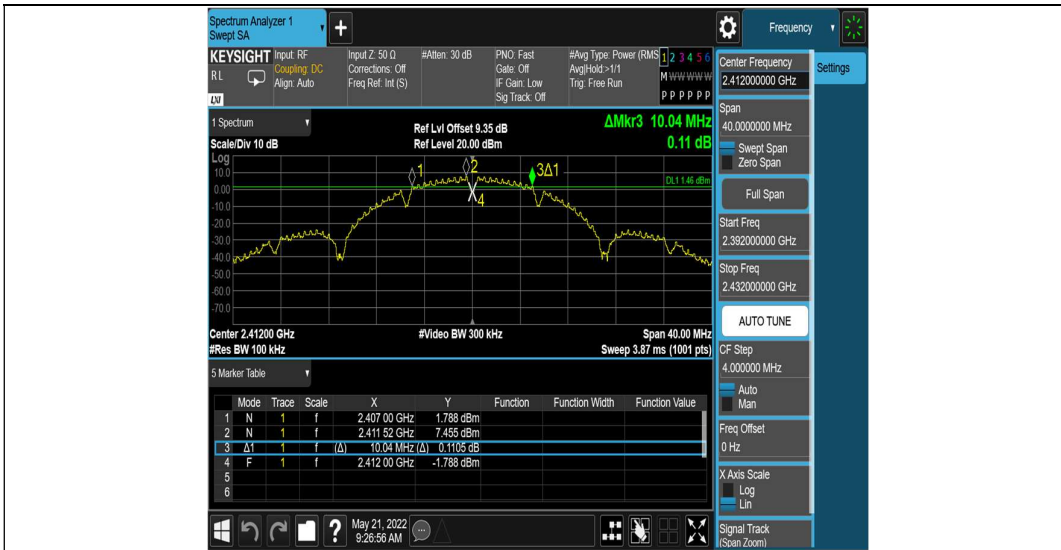 Spectrum Analyzer 1
Swept SA
+
Frequency
KEYSIGHT
RL
LXI
Input: RF
Coupling: DC
Align: Auto
Input Z: 50 Ω
Corrections: Off
Freq Ref: Int (S)
#Atten: 30 dB
PNO: Fast
Gate: Off
IF Gain: Low
Sig Track: Off
#Avg Type: Power (RMS
Avg|Hold:>1/1
Trig: Free Run
1 2 3 4 5 6
M W W W W W
P P P P P P
1 Spectrum
Scale/Div 10 dB
Ref Lvl Offset 9.35 dB
Ref Level 20.00 dBm
ΔMkr3 10.04 MHz
0.11 dB
Log
10.0
0.00
-10.0
-20.0
-30.0
-40.0
-50.0
-60.0
-70.0
1
2
3Δ1
4
DL1 1.46 dBm
Center 2.41200 GHz
#Res BW 100 kHz
#Video BW 300 kHz
Span 40.00 MHz
Sweep 3.87 ms (1001 pts)
5 Marker Table
Mode Trace Scale X Y Function Function Width Function Value
1 N 1 f 2.407 00 GHz 1.788 dBm
2 N 1 f 2.411 52 GHz 7.455 dBm
3 Δ1 1 f (Δ) 10.04 MHz (Δ) 0.1105 dB
4 F 1 f 2.412 00 GHz -1.788 dBm
5
6
?
May 21, 2022
9:26:56 AM
Settings
Center Frequency
2.412000000 GHz
Span
40.0000000 MHz
Swept Span
Zero Span
Full Span
Start Freq
2.392000000 GHz
Stop Freq
2.432000000 GHz
AUTO TUNE
CF Step
4.000000 MHz
Auto
Man
Freq Offset
0 Hz
X Axis Scale
Log
Lin
Signal Track
(Span Zoom)